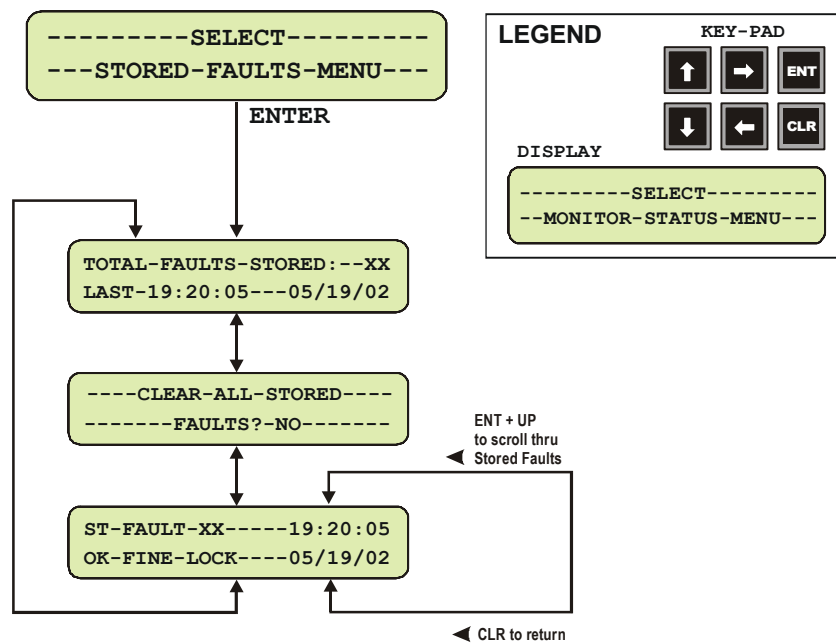 ---------SELECT---------
---STORED-FAULTS-MENU---
ENTER
TOTAL-FAULTS-STORED:--XX
LAST-19:20:05---05/19/02
----CLEAR-ALL-STORED----
-------FAULTS?-NO-------
ENT + UP
to scroll thru
Stored Faults
ST-FAULT-XX-----19:20:05
OK-FINE-LOCK----05/19/02
CLR to return
LEGEND
KEY-PAD
ENT
CLR
DISPLAY
---------SELECT---------
--MONITOR-STATUS-MENU---